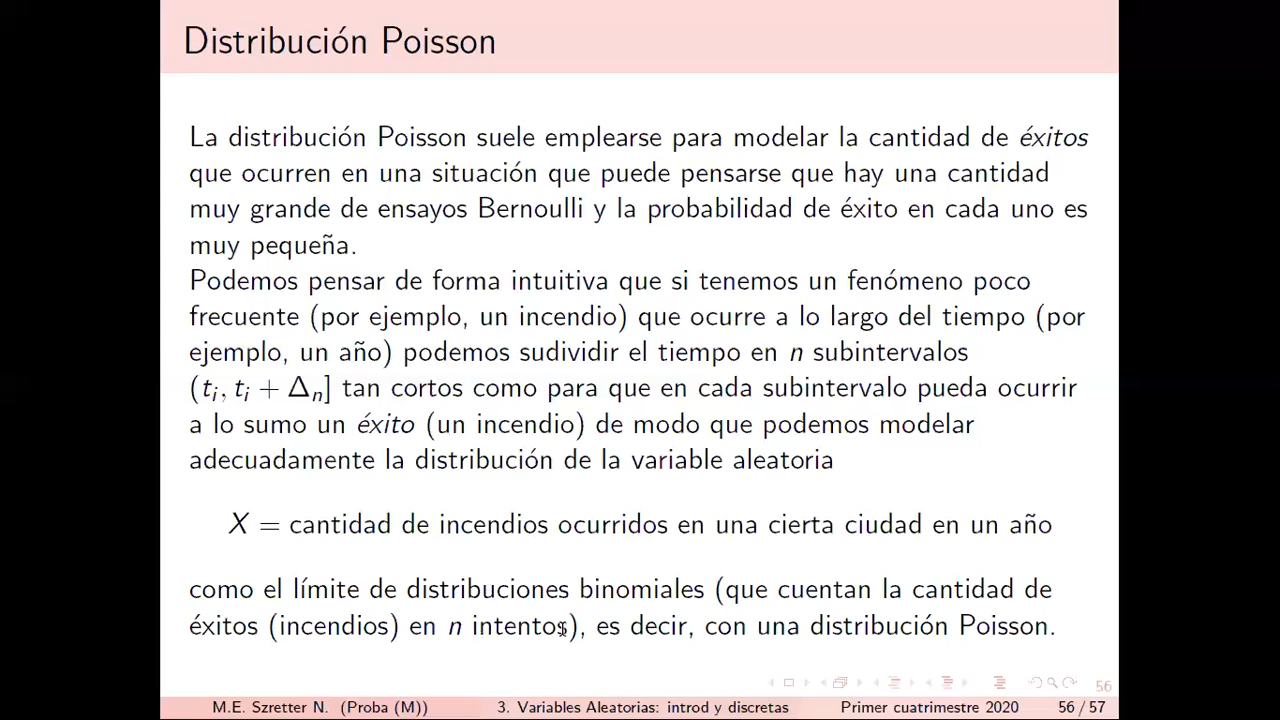 Distribución Poisson
La distribución Poisson suele emplearse para modelar la cantidad de éxitos
que ocurren en una situación que puede pensarse que hay una cantidad
muy grande de ensayos Bernoulli y la probabilidad de éxito en cada uno es
muy pequeña.
Podemos pensar de forma intuitiva que si tenemos un fenómeno poco
frecuente (por ejemplo, un incendio) que ocurre a lo largo del tiempo (por
ejemplo, un año) podemos sudividir el tiempo en n subintervalos
(t_i, t_i + Δ_n] tan cortos como para que en cada subintervalo pueda ocurrir
a lo sumo un éxito (un incendio) de modo que podemos modelar
adecuadamente la distribución de la variable aleatoria
X = cantidad de incendios ocurridos en una cierta ciudad en un año
como el límite de distribuciones binomiales (que cuentan la cantidad de
éxitos (incendios) en n intentos), es decir, con una distribución Poisson.
56
M.E. Szretter N. (Proba (M)) 3. Variables Aleatorias: introd y discretas Primer cuatrimestre 2020 56 / 57